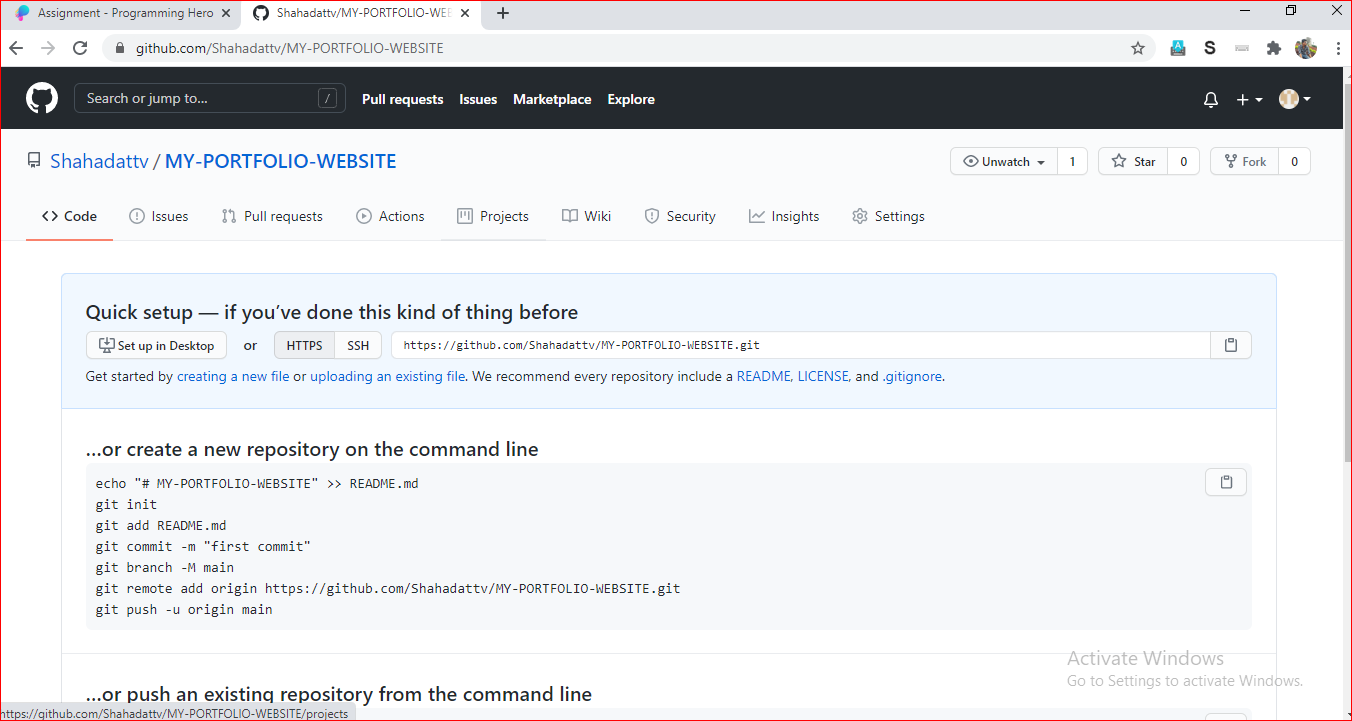 Assignment - Programming Hero
Shahadattv/MY-PORTFOLIO-WEB
github.com/Shahadattv/MY-PORTFOLIO-WEBSITE
S
Search or jump to...
/
Pull requests Issues Marketplace Explore
Shahadattv / MY-PORTFOLIO-WEBSITE
Unwatch 1 Star 0 Fork 0
Code Issues Pull requests Actions Projects Wiki Security Insights Settings
Quick setup — if you’ve done this kind of thing before
Set up in Desktop or HTTPS SSH https://github.com/Shahadattv/MY-PORTFOLIO-WEBSITE.git
Get started by creating a new file or uploading an existing file. We recommend every repository include a README, LICENSE, and .gitignore.
…or create a new repository on the command line
echo "# MY-PORTFOLIO-WEBSITE" >> README.md
git init
git add README.md
git commit -m "first commit"
git branch -M main
git remote add origin https://github.com/Shahadattv/MY-PORTFOLIO-WEBSITE.git
git push -u origin main
…or push an existing repository from the command line
Activate Windows
Go to Settings to activate Windows.
https://github.com/Shahadattv/MY-PORTFOLIO-WEBSITE/projects